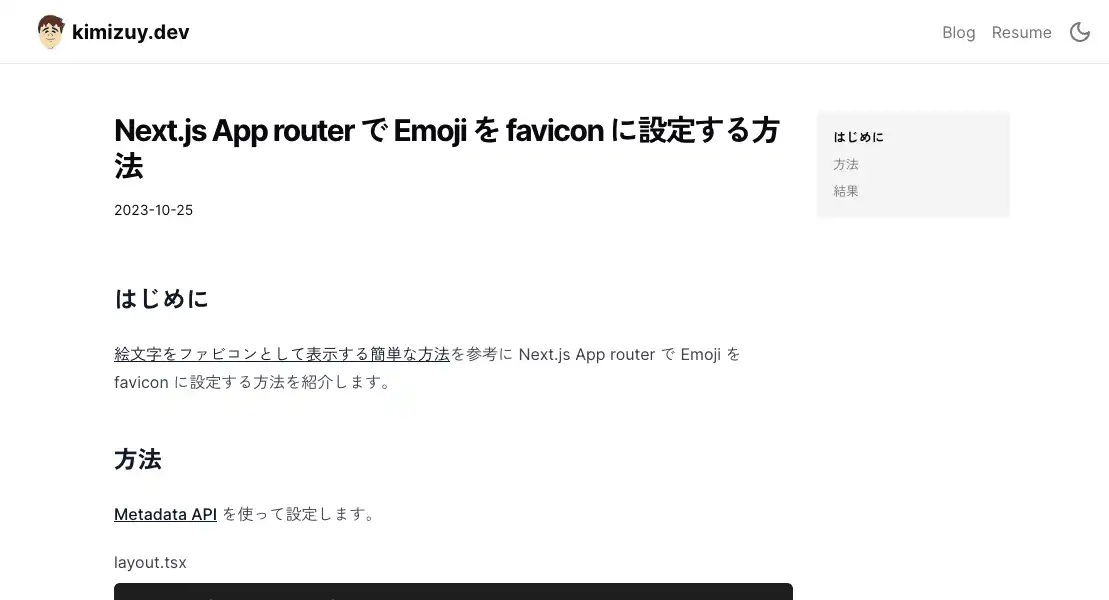 kimizuy.dev
Blog
Resume
Next.js App router で Emoji を favicon に設定する方
法
2023-10-25
はじめに
方法
結果
はじめに
絵文字をファビコンとして表示する簡単な方法を参考に Next.js App router で Emoji を
favicon に設定する方法を紹介します。
方法
Metadata API を使って設定します。
layout.tsx